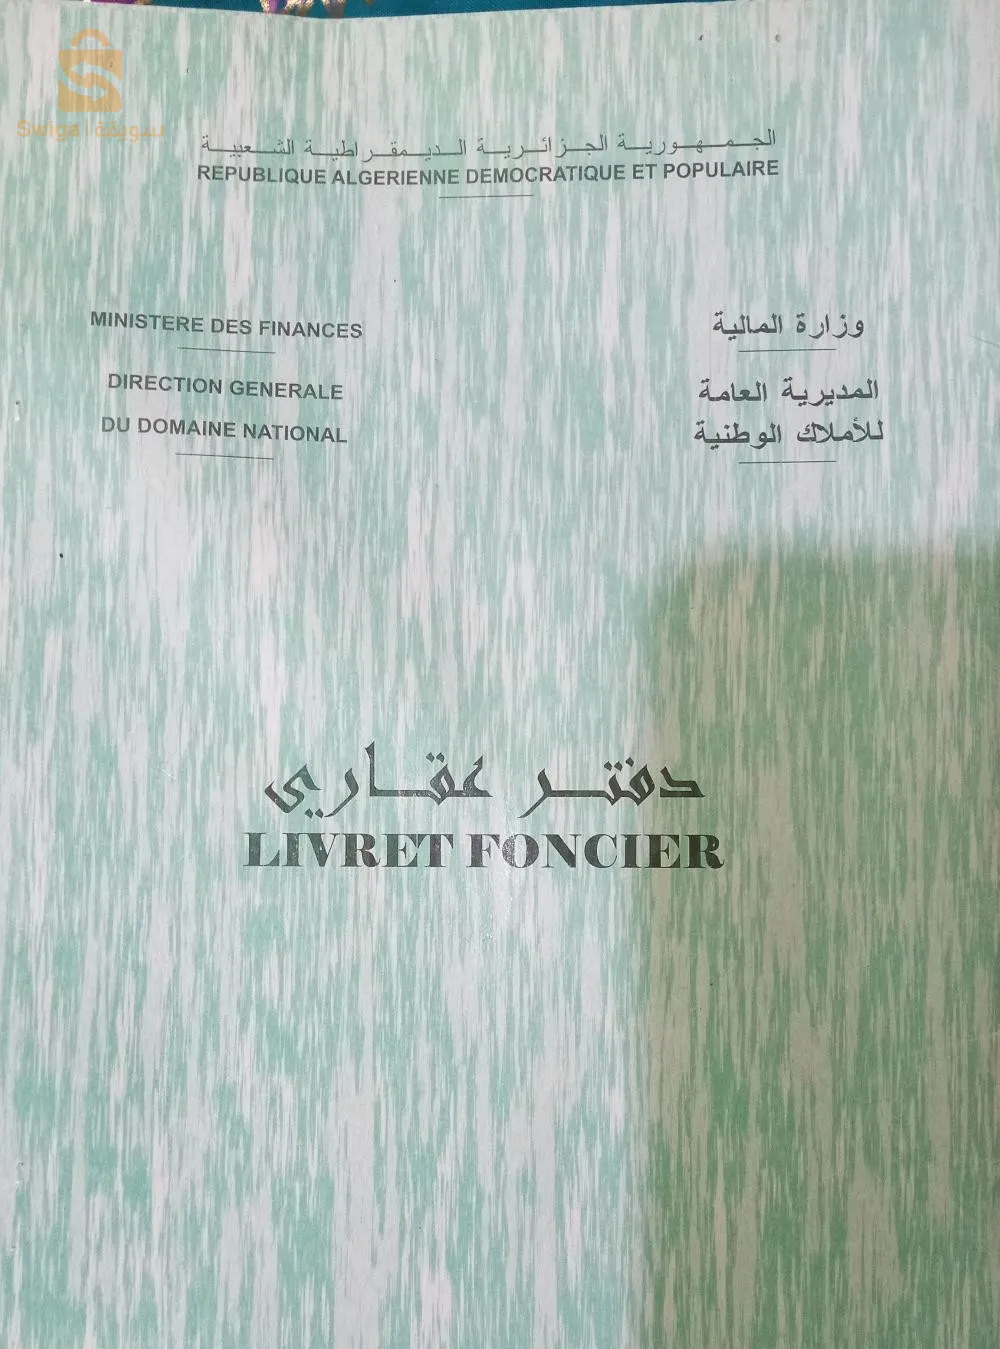 Swiga | سويقة
الجمهورية الجزائرية الديمقراطية الشعبية
REPUBLIQUE ALGERIENNE DEMOCRATIQUE ET POPULAIRE
MINISTERE DES FINANCES
وزارة المالية
DIRECTION GENERALE
المديرية العامة
DU DOMAINE NATIONAL
للأملاك الوطنية
دفتر عقاري
LIVRET FONCIER